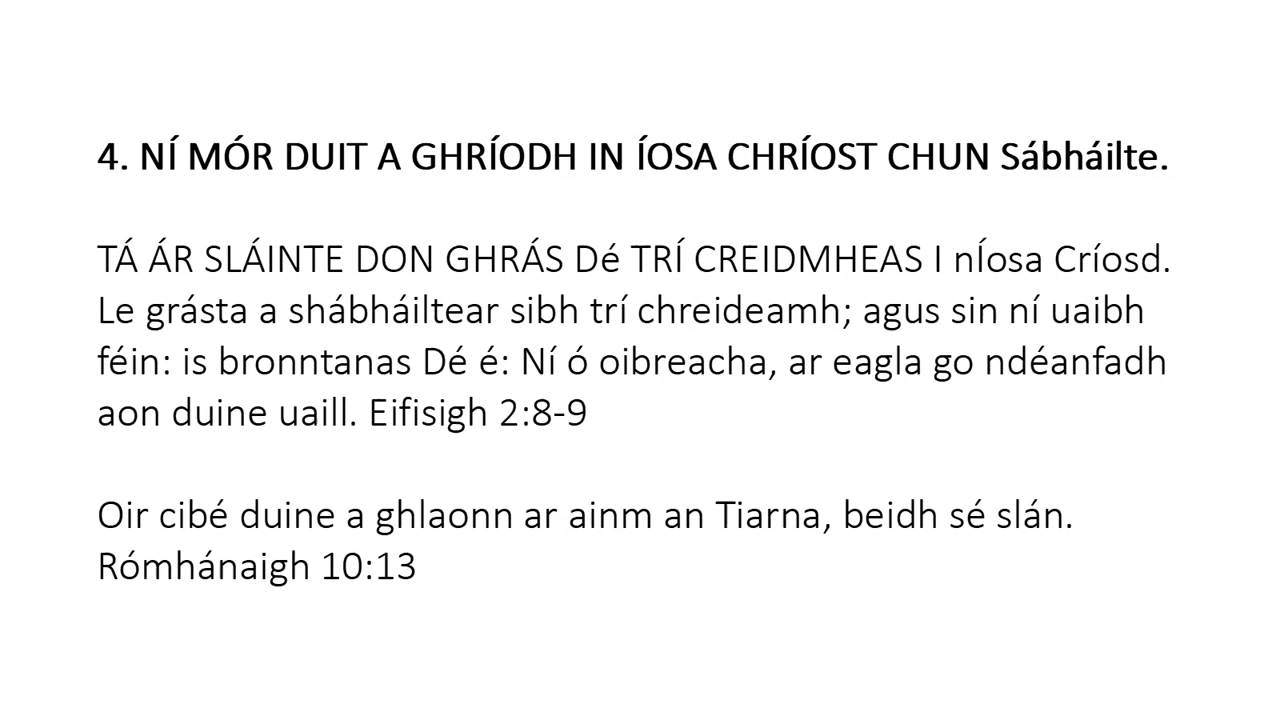 4. NÍ MÓR DUIT A GHRÍODH IN ÍOSA CHRÍOST CHUN Sábháilte.
TÁ ÁR SLÁINTE DON GHRÁS Dé TRÍ CREIDMHEAS I nÍosa Críosd.
Le grásta a shábháiltear sibh trí chreideamh; agus sin ní uaibh
féin: is bronntanas Dé é: Ní ó oibreacha, ar eagla go ndéanfadh
aon duine uaill. Eifisigh 2:8-9
Oir cibé duine a ghlaonn ar ainm an Tiarna, beidh sé slán.
Rómhánaigh 10:13